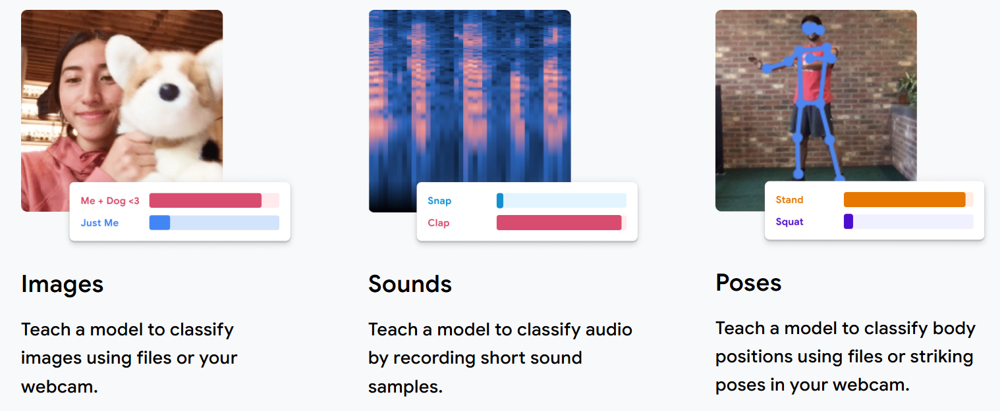 Me + Dog <3
Just Me
Images
Teach a model to classify
images using files or your
webcam.
Snap
Clap
Sounds
Teach a model to classify audio
by recording short sound
samples.
Stand
Squat
Poses
Teach a model to classify body
positions using files or striking
poses in your webcam.